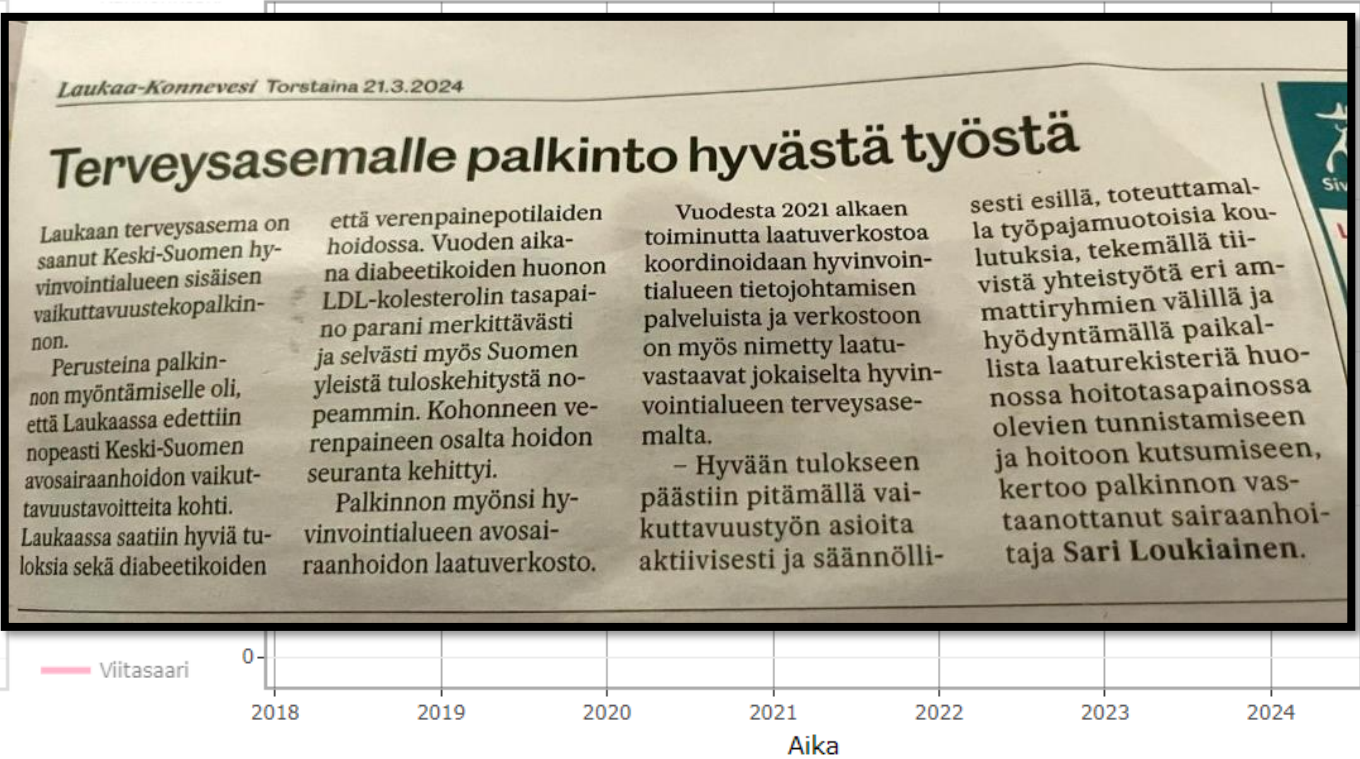 Laukaa-Konnevesi Torstaina 21.3.2024
Terveysasemalle palkinto hyvästä työstä
Laukaan terveysasema on
saanut Keski-Suomen hy-
vinvointialueen sisäisen
vaikuttavuustekopalkin-
non.
Perusteina palkin-
non myöntämiselle oli,
että Laukaassa edettiin
nopeasti Keski-Suomen
avosairaanhoidon vaikut-
tavuustavoitteita kohti.
Laukaassa saatiin hyviä tu-
loksia sekä diabeetikoiden
että verenpainepotilaiden
hoidossa. Vuoden aika-
na diabeetikoiden huonon
LDL-kolesterolin tasapai-
no parani merkittävästi
ja selvästi myös Suomen
yleistä tuloskehitystä no-
peammin. Kohonneen ve-
renpaineen osalta hoidon
seuranta kehittyi.
Palkinnon myönsi hy-
vinvointialueen avosai-
raanhoidon laatuverkosto.
Vuodesta 2021 alkaen
toiminutta laatuverkostoa
koordinoidaan hyvinvoin-
tialueen tietojohtamisen
palveluista ja verkostoon
on myös nimetty laatu-
vastaavat jokaiselta hyvin-
vointialueen terveysase-
malta.
– Hyvään tulokseen
päästiin pitämällä vai-
kuttavuustyön asioita
aktiivisesti ja säännölli-
sesti esillä, toteuttamal-
la työpajamuotoisia kou-
lutuksia, tekemällä tii-
vistä yhteistyötä eri am-
mattiryhmien välillä ja
hyödyntämällä paikal-
lista laaturekisteriä huo-
nossa hoitotasapainossa
olevien tunnistamiseen
ja hoitoon kutsumiseen,
kertoo palkinnon vas-
taanottanut sairaanhoi-
taja Sari Loukiainen.
Siv
Viitasaari
0
2018 2019 2020 2021 2022 2023 2024
Aika